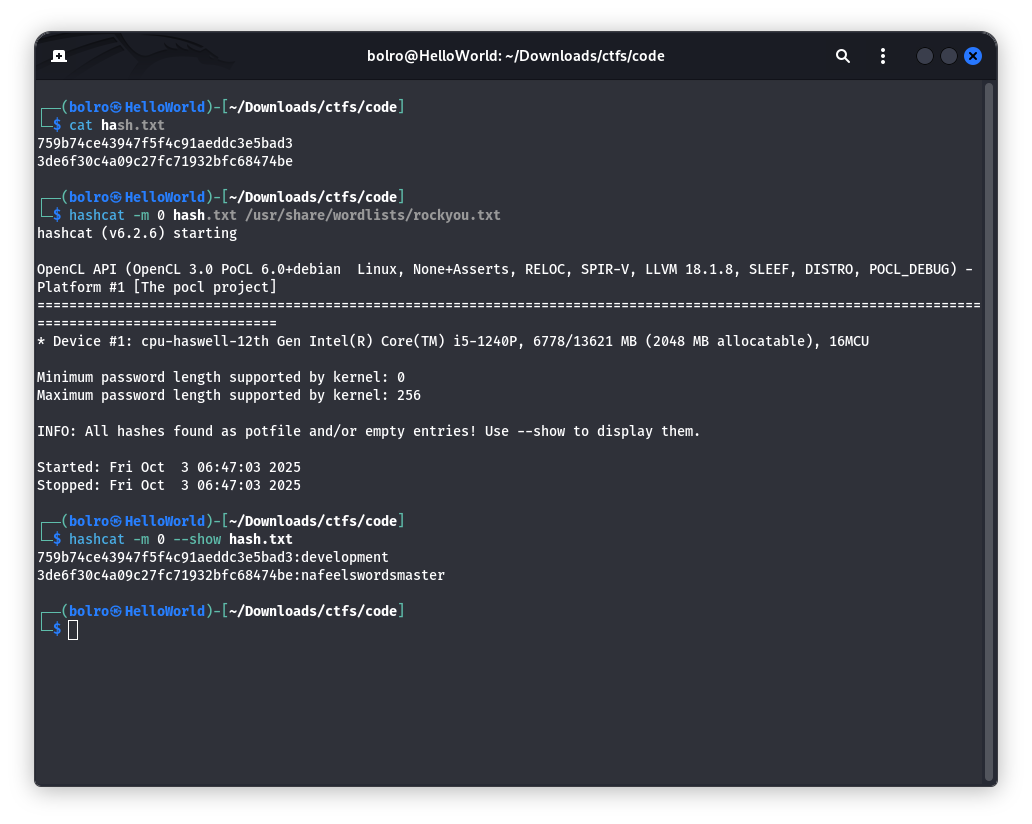 bolro@HelloWorld: ~/Downloads/ctfs/code
┌──(bolro㉿HelloWorld)-[~/Downloads/ctfs/code]
└─$ cat hash.txt
759b74ce43947f5f4c91aeddc3e5bad3
3de6f30c4a09c27fc71932bfc68474be
┌──(bolro㉿HelloWorld)-[~/Downloads/ctfs/code]
└─$ hashcat -m 0 hash.txt /usr/share/wordlists/rockyou.txt
hashcat (v6.2.6) starting
OpenCL API (OpenCL 3.0 PoCL 6.0+debian  Linux, None+Asserts, RELOC, SPIR-V, LLVM 18.1.8, SLEEF, DISTRO, POCL_DEBUG) -
Platform #1 [The pocl project]
======================================================================================================================
==============================
* Device #1: cpu-haswell-12th Gen Intel(R) Core(TM) i5-1240P, 6778/13621 MB (2048 MB allocatable), 16MCU
Minimum password length supported by kernel: 0
Maximum password length supported by kernel: 256
INFO: All hashes found as potfile and/or empty entries! Use --show to display them.
Started: Fri Oct  3 06:47:03 2025
Stopped: Fri Oct  3 06:47:03 2025
┌──(bolro㉿HelloWorld)-[~/Downloads/ctfs/code]
└─$ hashcat -m 0 --show hash.txt
759b74ce43947f5f4c91aeddc3e5bad3:development
3de6f30c4a09c27fc71932bfc68474be:nafeelswordsmaster
┌──(bolro㉿HelloWorld)-[~/Downloads/ctfs/code]
└─$